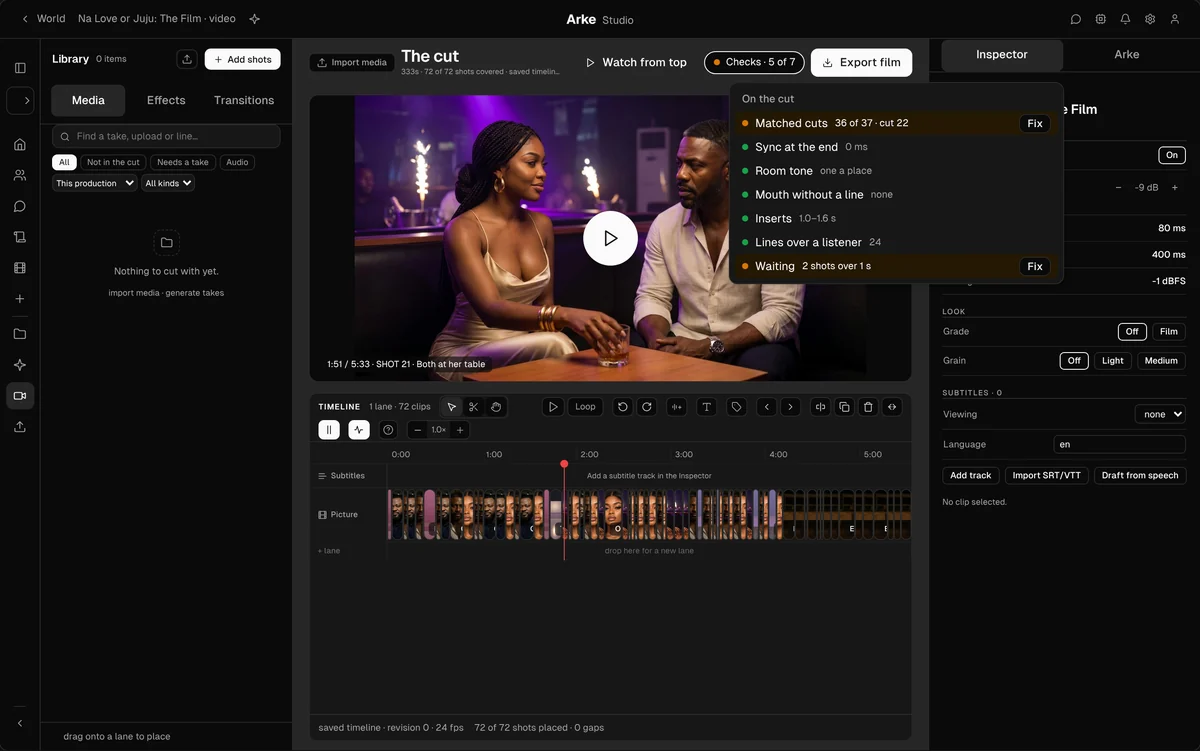 World
Na Love or Juju: The Film · video
Arke Studio
Library 0 items
Add shots
Media
Effects
Transitions
Find a take, upload or line...
All
Not in the cut
Needs a take
Audio
This production
All kinds
Nothing to cut with yet.
import media · generate takes
drag onto a lane to place
Import media
The cut
333s · 72 of 72 shots covered · saved timelin...
Watch from top
Checks · 5 of 7
Export film
On the cut
Matched cuts 36 of 37 · cut 22
Fix
Sync at the end 0 ms
Room tone one a place
Mouth without a line none
Inserts 1.0–1.6 s
Lines over a listener 24
Waiting 2 shots over 1 s
Fix
1:51 / 5:33 · SHOT 21 · Both at her table
TIMELINE 1 lane · 72 clips
Loop
1.0×
0:00 1:00 2:00 3:00 4:00 5:00
Subtitles
Add a subtitle track in the Inspector
Picture
O
E
+ lane
drop here for a new lane
saved timeline · revision 0 · 24 fps 72 of 72 shots placed · 0 gaps
Inspector
Arke
Film
On
− -9 dB +
80 ms
400 ms
-1 dBFS
LOOK
Grade
Off
Film
Grain
Off
Light
Medium
SUBTITLES · 0
Viewing
none
Language
en
Add track
Import SRT/VTT
Draft from speech
No clip selected.